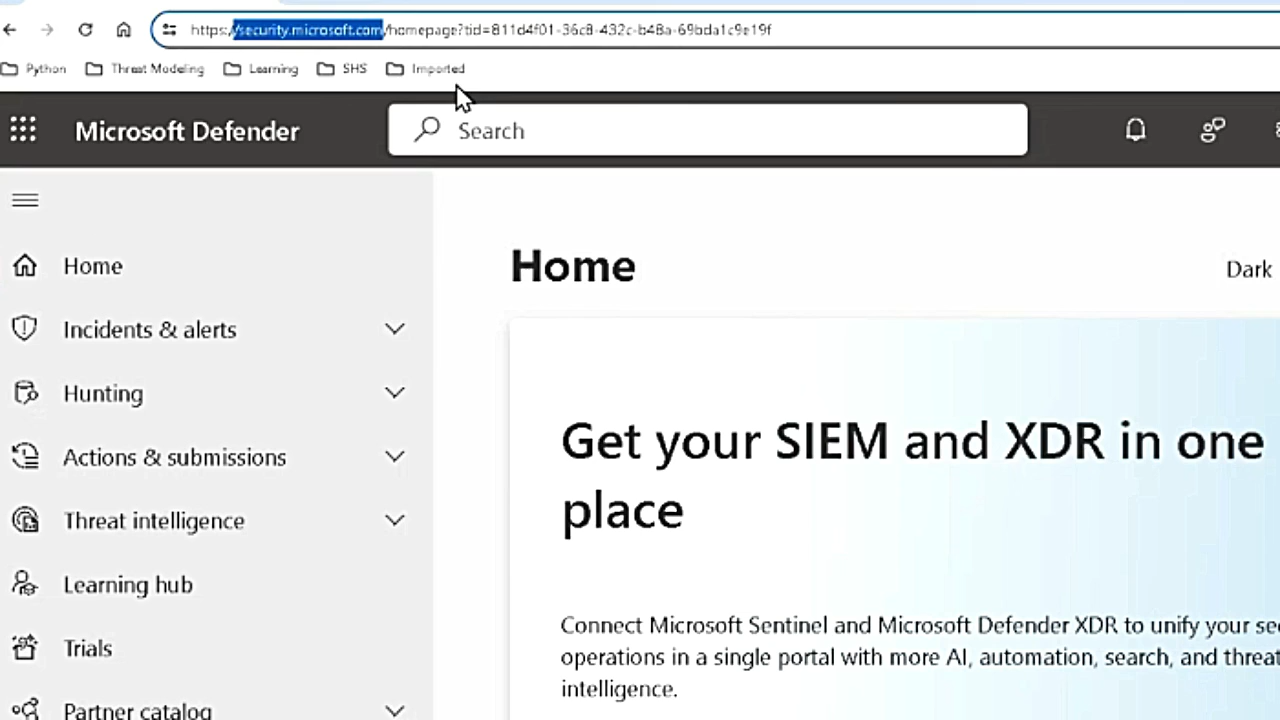 https://security.microsoft.com/homepage?tid=811d4f01-36c8-432c-b48a-69bda1c9e19f
Python Threat Modeling Learning SHS Imported
Microsoft Defender Search
Home
Incidents & alerts
Hunting
Actions & submissions
Threat intelligence
Learning hub
Trials
Partner catalog
Home Dark
Get your SIEM and XDR in one
place
Connect Microsoft Sentinel and Microsoft Defender XDR to unify your se
operations in a single portal with more AI, automation, search, and threat
intelligence.